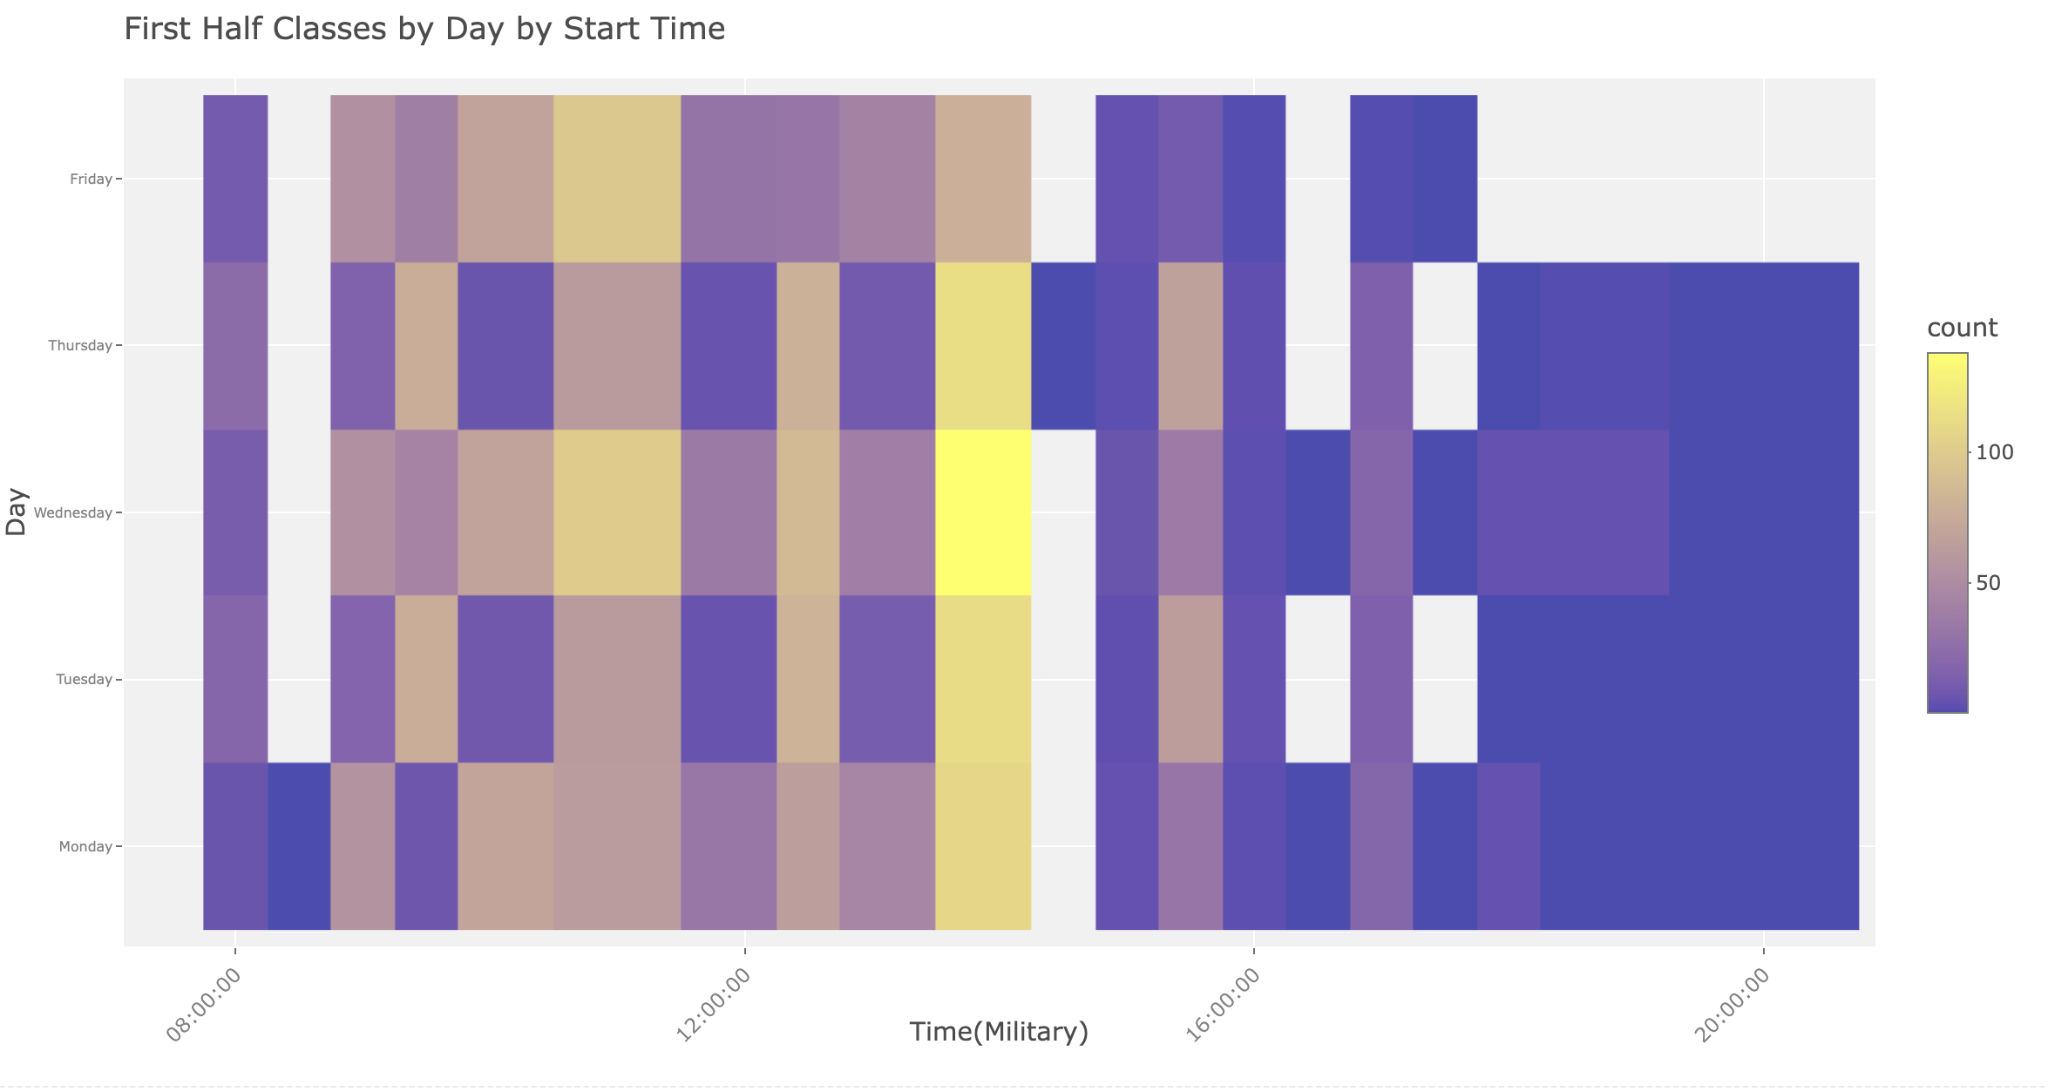 First Half Classes by Day by Start Time
Day
Friday
Thursday
Wednesday
Tuesday
Monday
08:00:00
12:00:00
16:00:00
20:00:00
Time(Military)
count
100
50